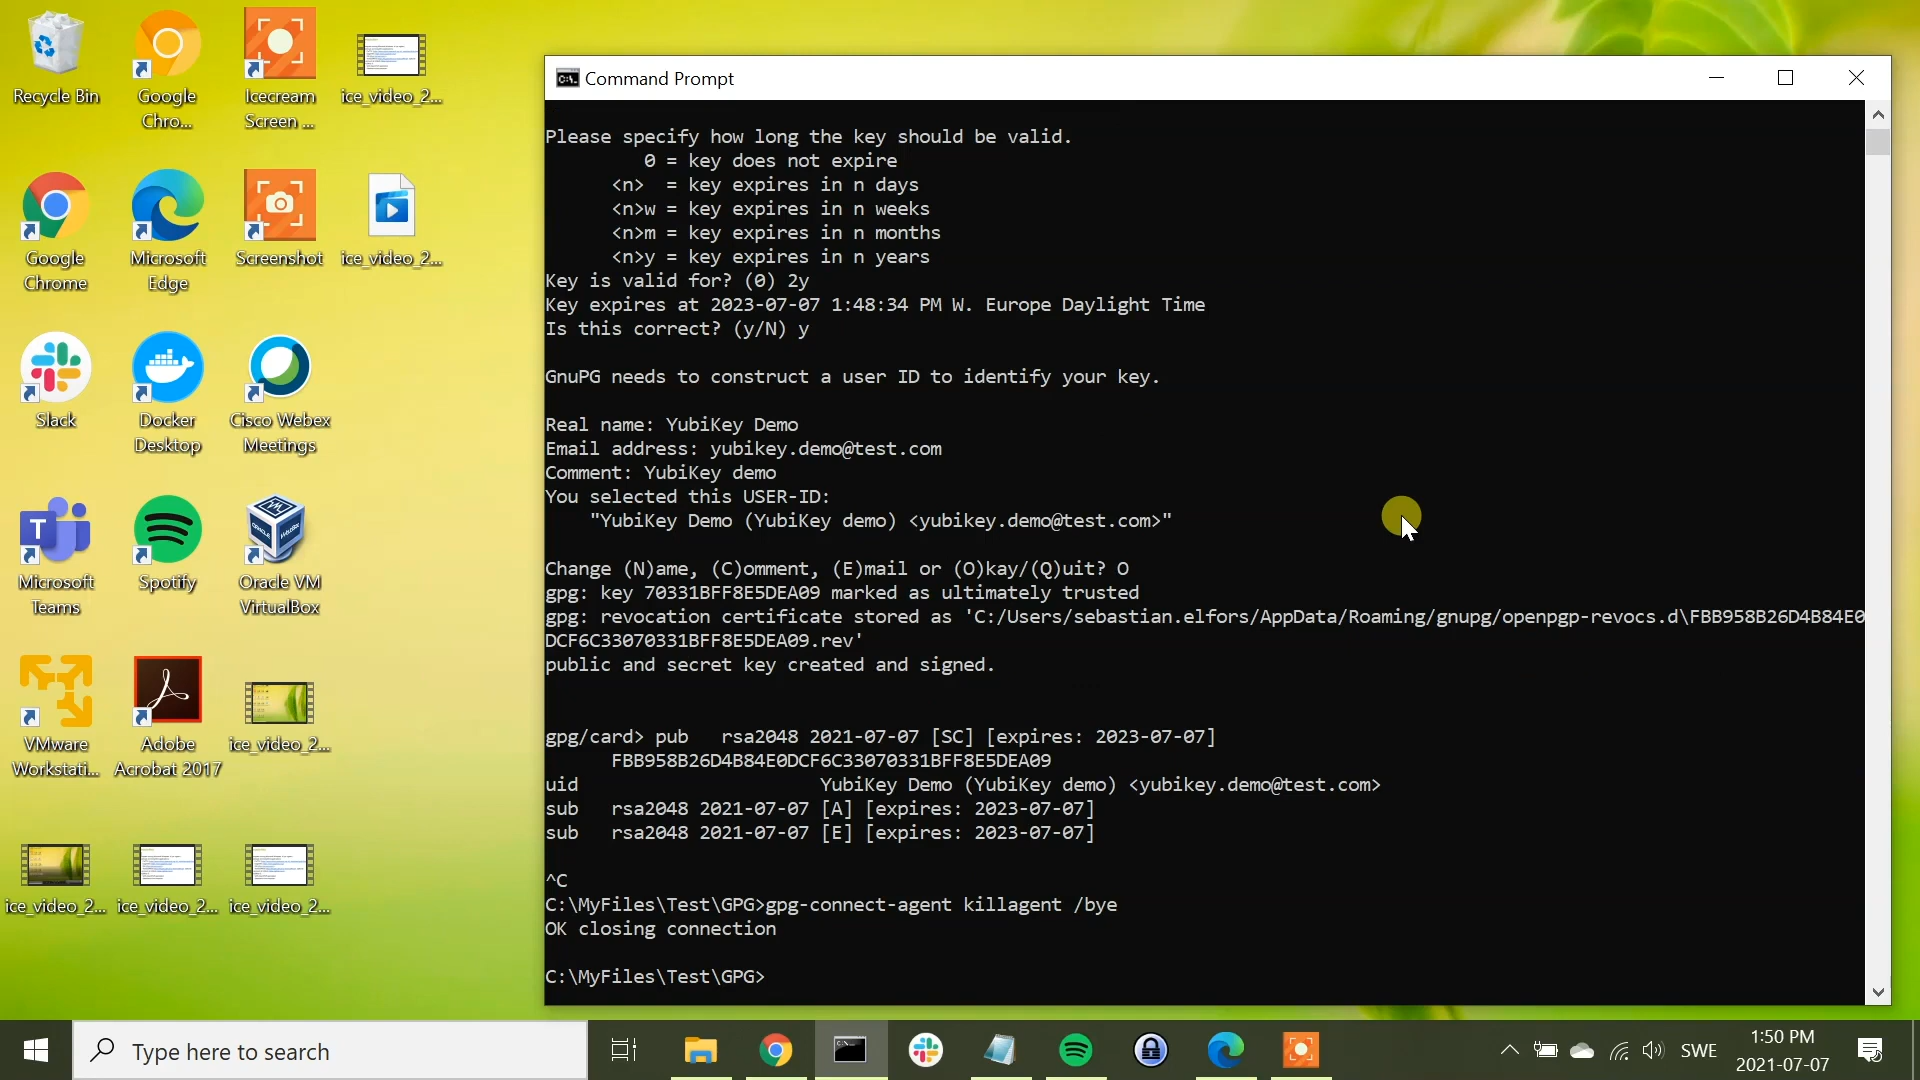 Recycle Bin
Google
Chro...
Icecream
Screen ...
ice_video_2...
Google
Chrome
Microsoft
Edge
Screenshot
ice_video_2...
Slack
Docker
Desktop
Cisco Webex
Meetings
Microsoft
Teams
Spotify
Oracle VM
VirtualBox
VMware
Workstati...
Adobe
Acrobat 2017
ice_video_2...
ice_video_2...
ice_video_2...
ice_video_2...
Command Prompt
Please specify how long the key should be valid.
0 = key does not expire
<n>  = key expires in n days
<n>w = key expires in n weeks
<n>m = key expires in n months
<n>y = key expires in n years
Key is valid for? (0) 2y
Key expires at 2023-07-07 1:48:34 PM W. Europe Daylight Time
Is this correct? (y/N) y
GnuPG needs to construct a user ID to identify your key.
Real name: YubiKey Demo
Email address: yubikey.demo@test.com
Comment: YubiKey demo
You selected this USER-ID:
"YubiKey Demo (YubiKey demo) <yubikey.demo@test.com>"
Change (N)ame, (C)omment, (E)mail or (O)kay/(Q)uit? O
gpg: key 70331BFF8E5DEA09 marked as ultimately trusted
gpg: revocation certificate stored as 'C:/Users/sebastian.elfors/AppData/Roaming/gnupg/openpgp-revocs.d\FBB958B26D4B84E0
DCF6C33070331BFF8E5DEA09.rev'
public and secret key created and signed.
gpg/card> pub   rsa2048 2021-07-07 [SC] [expires: 2023-07-07]
FBB958B26D4B84E0DCF6C33070331BFF8E5DEA09
uid                      YubiKey Demo (YubiKey demo) <yubikey.demo@test.com>
sub   rsa2048 2021-07-07 [A] [expires: 2023-07-07]
sub   rsa2048 2021-07-07 [E] [expires: 2023-07-07]
^C
C:\MyFiles\Test\GPG>gpg-connect-agent killagent /bye
OK closing connection
C:\MyFiles\Test\GPG>
Type here to search
SWE
1:50 PM
2021-07-07